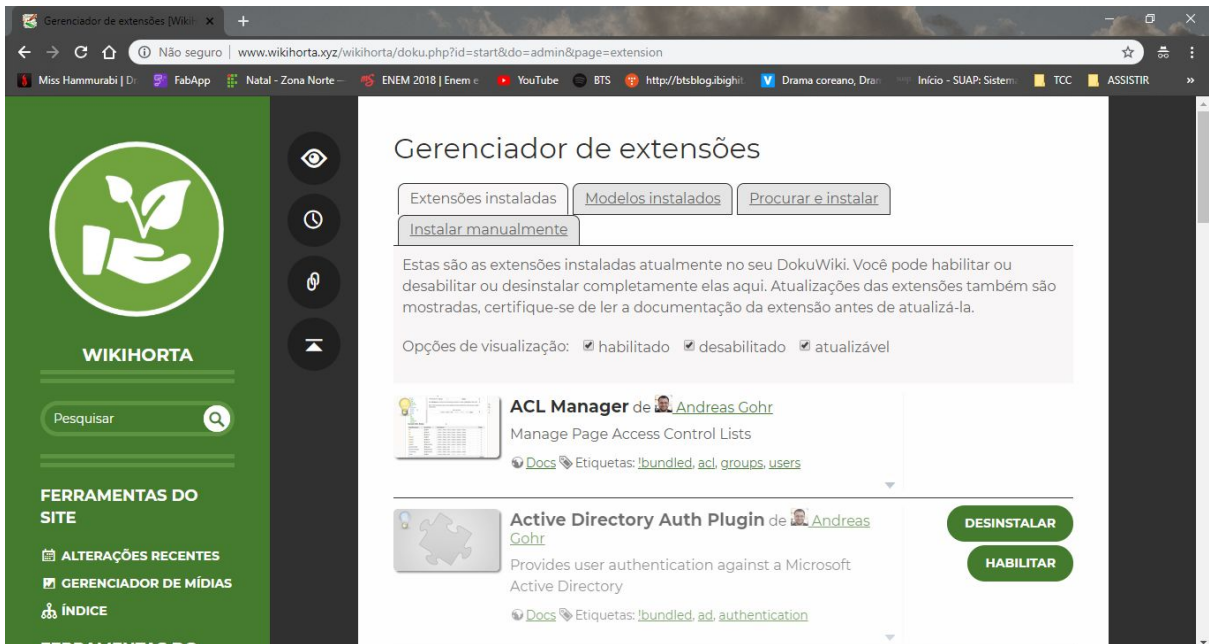 Gerenciador de extensões [Wiki
Não seguro | www.wikihorta.xyz/wikihorta/doku.php?id=start&do=admin&page=extension
Miss Hammurabi | Dr FabApp Natal - Zona Norte — ENEM 2018 | Enem e YouTube BTS http://btsblog.ibighit. Drama coreano, Dran Início - SUAP: Sistema TCC ASSISTIR »
WIKIHORTA
Pesquisar
FERRAMENTAS DO
SITE
ALTERAÇÕES RECENTES
GERENCIADOR DE MÍDIAS
ÍNDICE
Gerenciador de extensões
Extensões instaladas Modelos instalados Procurar e instalar
Instalar manualmente
Estas são as extensões instaladas atualmente no seu DokuWiki. Você pode habilitar ou
desabilitar ou desinstalar completamente elas aqui. Atualizações das extensões também são
mostradas, certifique-se de ler a documentação da extensão antes de atualizá-la.
Opções de visualização: habilitado desabilitado atualizável
ACL Manager de Andreas Gohr
Manage Page Access Control Lists
Docs Etiquetas: !bundled, acl, groups, users
Active Directory Auth Plugin de Andreas
Gohr
Provides user authentication against a Microsoft
Active Directory
Docs Etiquetas: !bundled, ad, authentication
DESINSTALAR
HABILITAR